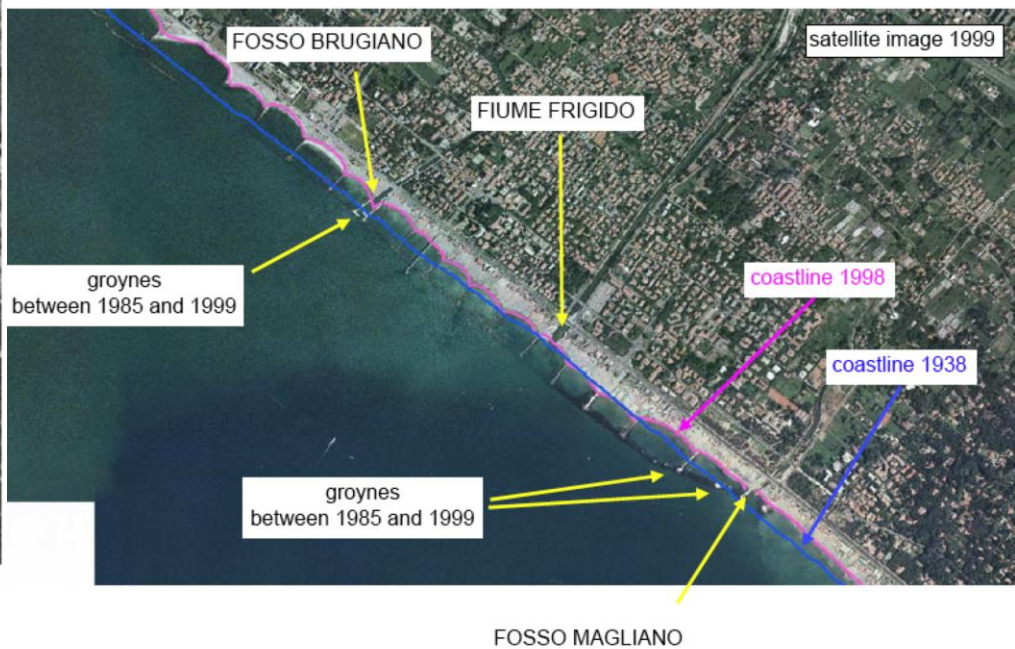 satellite image 1999
FOSSO BRUGIANO
FIUME FRIGIDO
groynes
between 1985 and 1999
coastline 1998
coastline 1938
groynes
between 1985 and 1999
FOSSO MAGLIANO